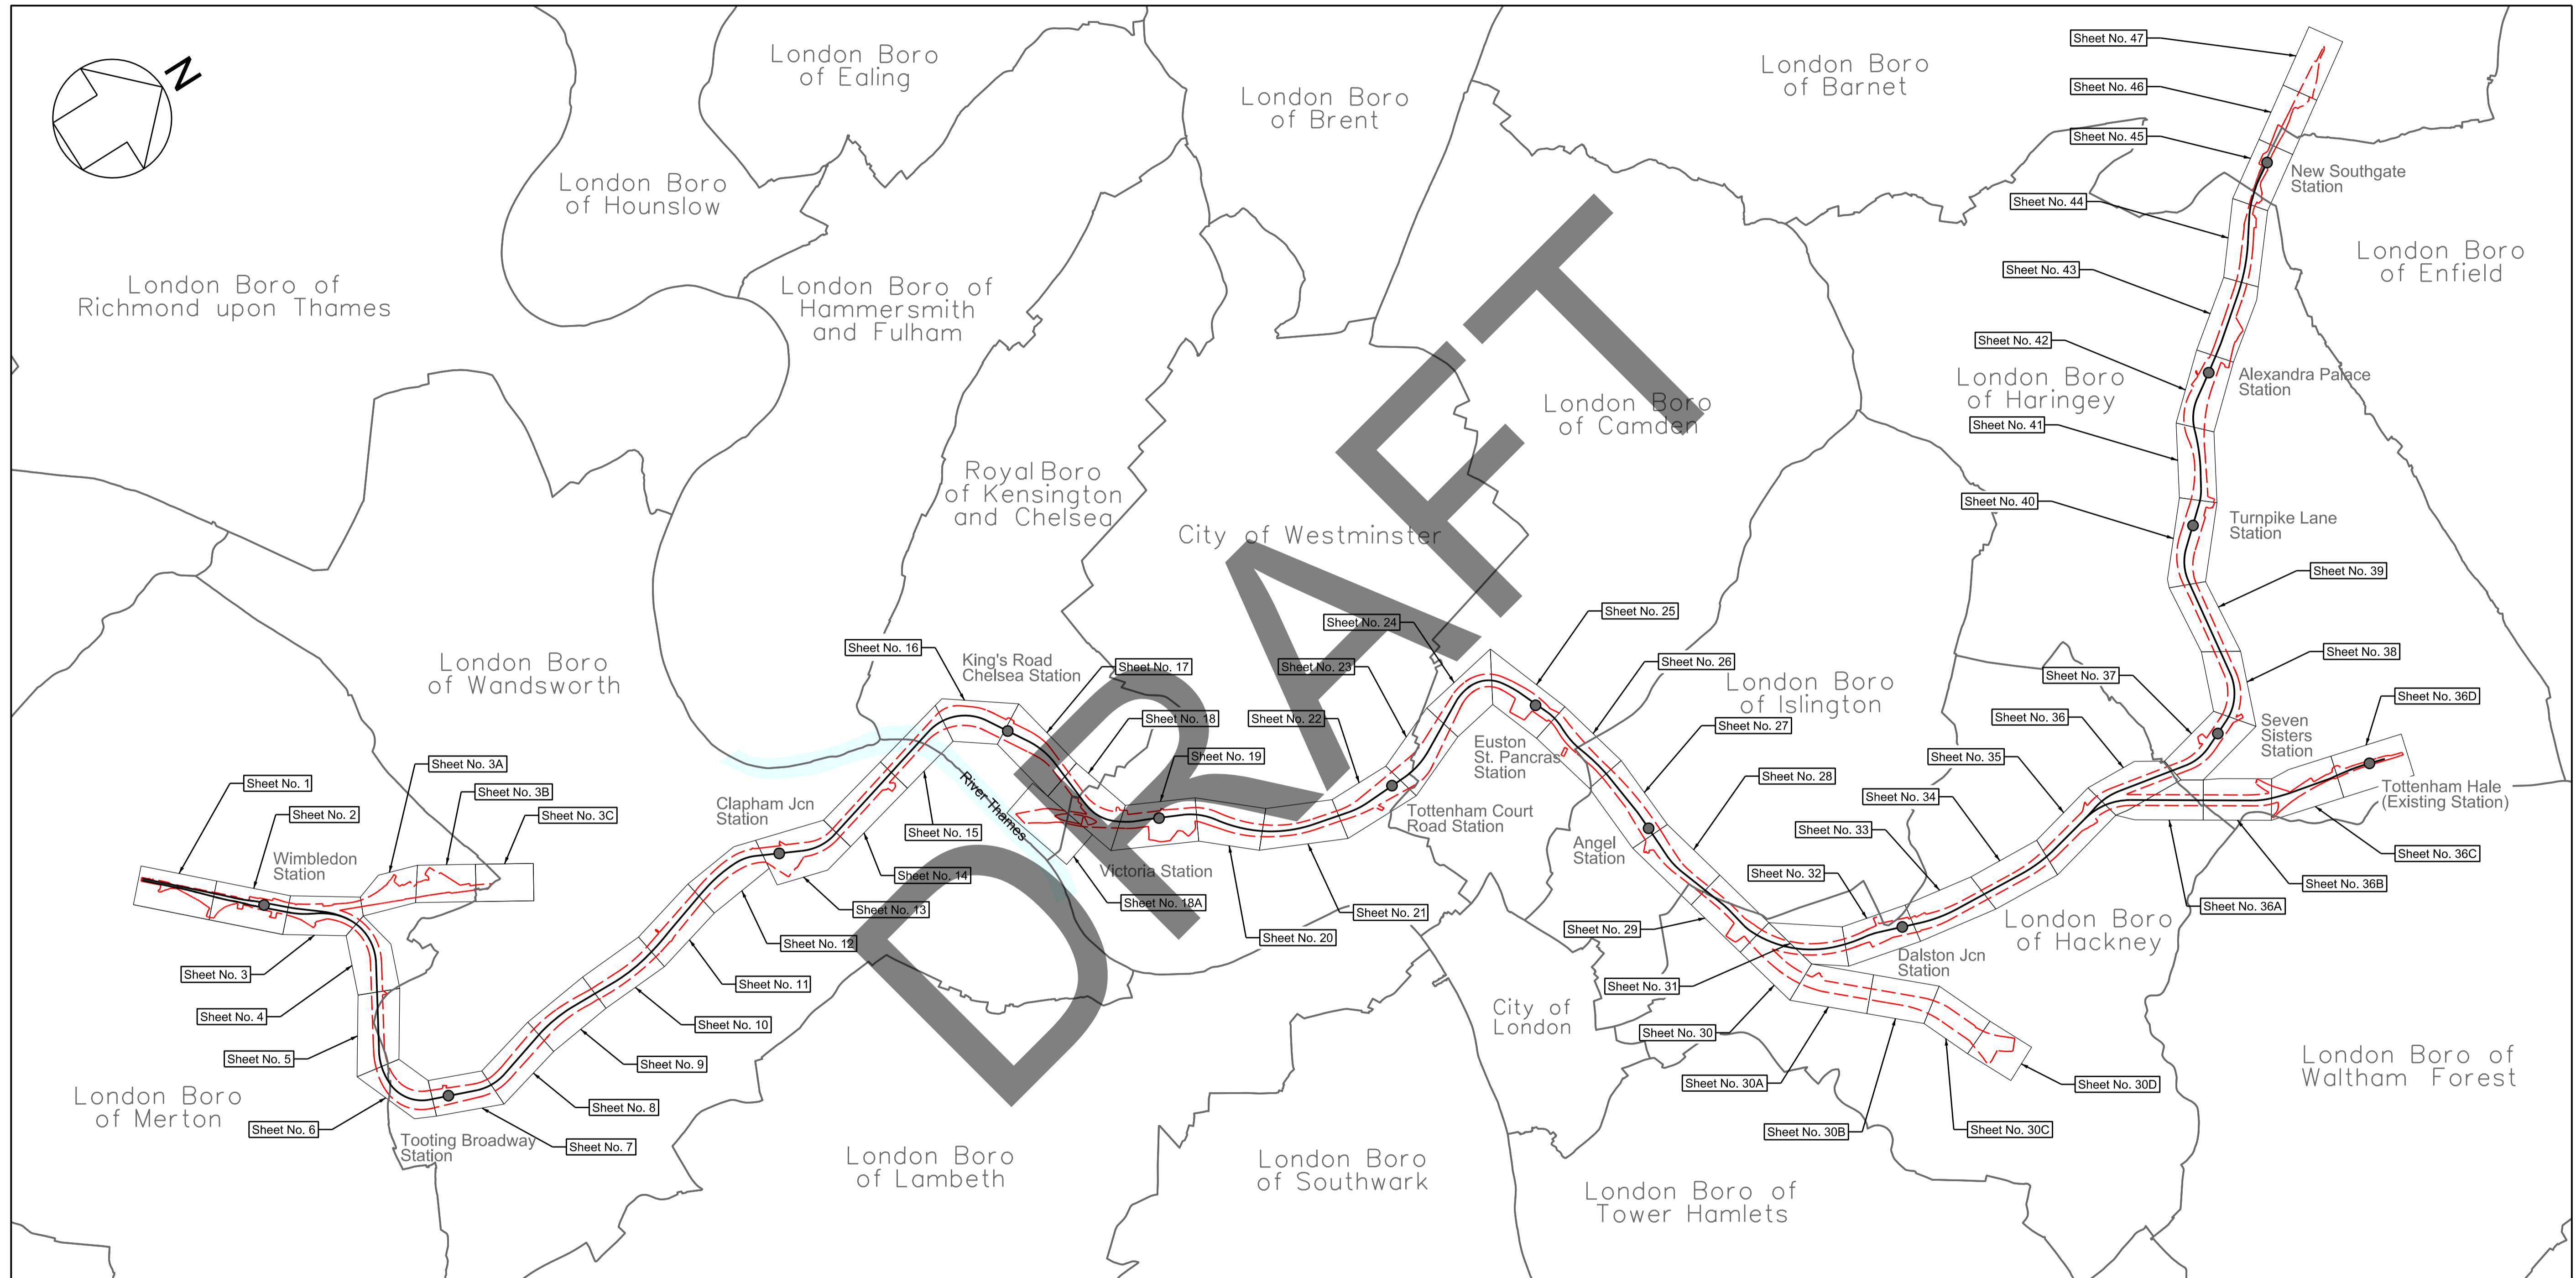 N
London Boro
of Ealing
London Boro
of Hounslow
London Boro
of Brent
London Boro
of Barnet
London Boro of
Richmond upon Thames
London Boro of
Hammersmith
and Fulham
Royal Boro
of Kensington
and Chelsea
City of Westminster
London Boro
of Camden
London Boro
of Haringey
London Boro
of Enfield
London Boro
of Wandsworth
London Boro
of Islington
London Boro
of Merton
London Boro
of Lambeth
London Boro
of Southwark
City of
London
London Boro of
Tower Hamlets
London Boro
of Hackney
London Boro of
Waltham Forest
River Thames
DRAFT
Sheet No. 1
Sheet No. 2
Wimbledon
Station
Sheet No. 3
Sheet No. 3A
Sheet No. 3B
Sheet No. 3C
Sheet No. 4
Sheet No. 5
Sheet No. 6
Tooting Broadway
Station
Sheet No. 7
Sheet No. 8
Sheet No. 9
Sheet No. 10
Sheet No. 11
Sheet No. 12
Clapham Jcn
Station
Sheet No. 13
Sheet No. 14
Sheet No. 15
Sheet No. 16
King's Road
Chelsea Station
Sheet No. 17
Sheet No. 18
Sheet No. 18A
Sheet No. 19
Victoria Station
Sheet No. 20
Sheet No. 21
Sheet No. 22
Sheet No. 23
Tottenham Court
Road Station
Sheet No. 24
Sheet No. 25
Euston
St. Pancras
Station
Sheet No. 26
Sheet No. 27
Angel
Station
Sheet No. 28
Sheet No. 29
Sheet No. 30
Sheet No. 30A
Sheet No. 30B
Sheet No. 30C
Sheet No. 30D
Sheet No. 31
Sheet No. 32
Dalston Jcn
Station
Sheet No. 33
Sheet No. 34
Sheet No. 35
Sheet No. 36
Sheet No. 36A
Sheet No. 36B
Sheet No. 36C
Sheet No. 36D
Tottenham Hale
(Existing Station)
Sheet No. 37
Seven
Sisters
Station
Sheet No. 38
Sheet No. 39
Sheet No. 40
Turnpike Lane
Station
Sheet No. 41
Sheet No. 42
Alexandra Palace
Station
Sheet No. 43
Sheet No. 44
Sheet No. 45
New Southgate
Station
Sheet No. 46
Sheet No. 47